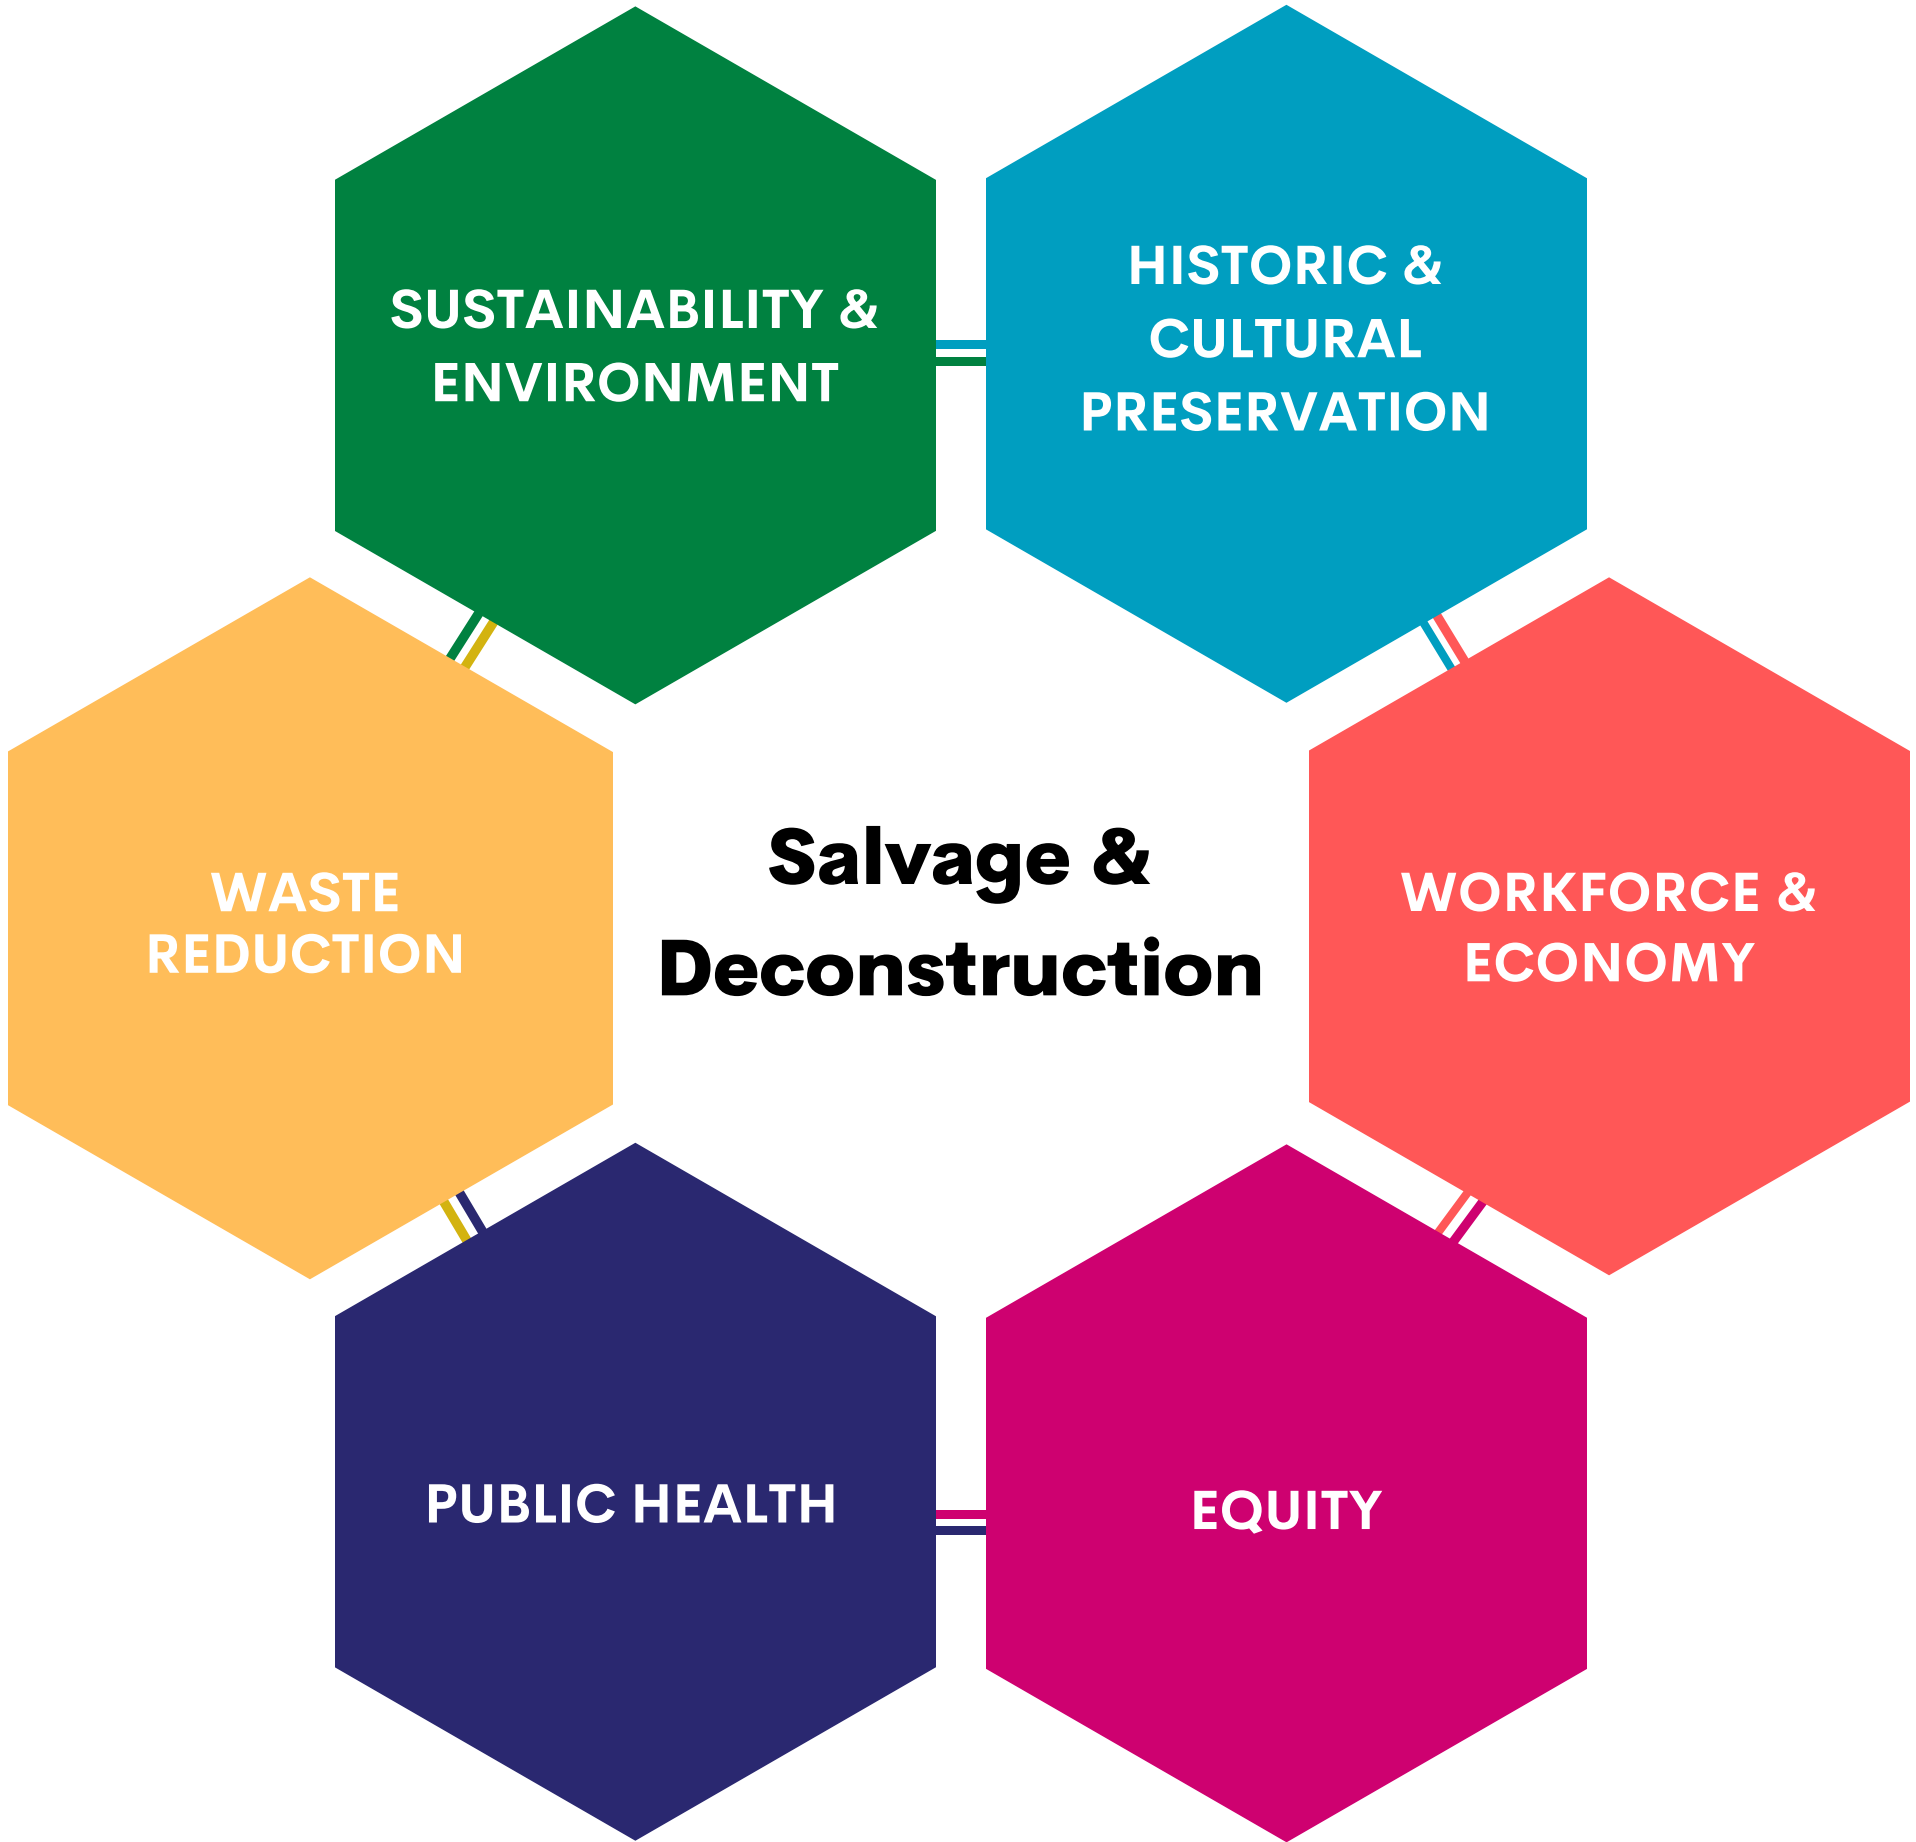 SUSTAINABILITY &
ENVIRONMENT
HISTORIC &
CULTURAL
PRESERVATION
WASTE
REDUCTION
Salvage &
Deconstruction
WORKFORCE &
ECONOMY
PUBLIC HEALTH
EQUITY